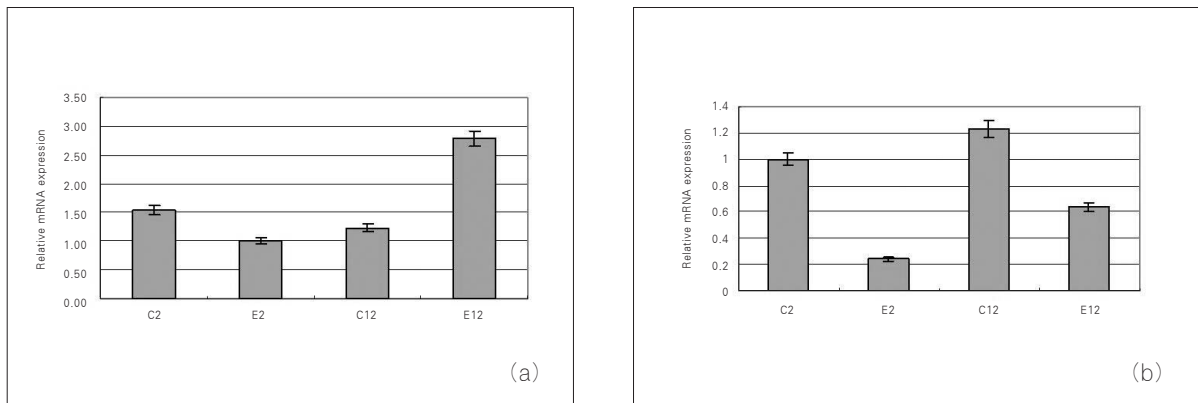 Relative mRNA expression
3.50
3.00
2.50
2.00
1.50
1.00
0.50
0.00
C2 E2 C12 E12
(a)
Relative mRNA expression
1.4
1.2
1
0.8
0.6
0.4
0.2
0
C2 E2 C12 E12
(b)